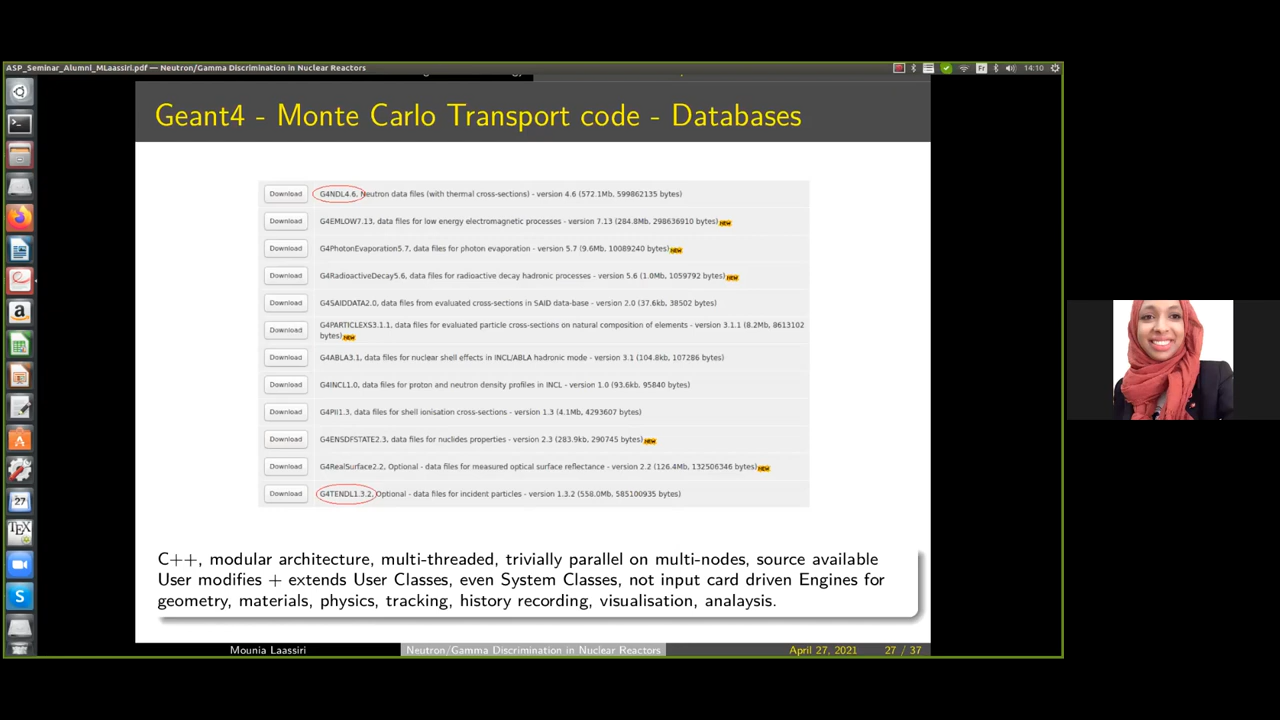 ASP_Seminar_Alumni_MLaassiri.pdf — Neutron/Gamma Discrimination in Nuclear Reactors
Fr
14:10
Geant4 - Monte Carlo Transport code - Databases
Download G4NDL4.6, Neutron data files (with thermal cross-sections) - version 4.6 (572.1Mb, 599862135 bytes)
Download G4EMLOW7.13, data files for low energy electromagnetic processes - version 7.13 (284.8Mb, 298636910 bytes) NEW
Download G4PhotonEvaporation5.7, data files for photon evaporation - version 5.7 (9.6Mb, 10089240 bytes) NEW
Download G4RadioactiveDecay5.6, data files for radioactive decay hadronic processes - version 5.6 (1.0Mb, 1059792 bytes) NEW
Download G4SAIDDATA2.0, data files from evaluated cross-sections in SAID data-base - version 2.0 (37.6kb, 38502 bytes)
Download G4PARTICLEXS3.1.1, data files for evaluated particle cross-sections on natural composition of elements - version 3.1.1 (8.2Mb, 8613102
bytes) NEW
Download G4ABLA3.1, data files for nuclear shell effects in INCL/ABLA hadronic mode - version 3.1 (104.8kb, 107286 bytes)
Download G4INCL1.0, data files for proton and neutron density profiles in INCL - version 1.0 (93.6kb, 95840 bytes)
Download G4PII1.3, data files for shell ionisation cross-sections - version 1.3 (4.1Mb, 4293607 bytes)
Download G4ENSDFSTATE2.3, data files for nuclides properties - version 2.3 (283.9kb, 290745 bytes) NEW
Download G4RealSurface2.2, Optional - data files for measured optical surface reflectance - version 2.2 (126.4Mb, 132506346 bytes) NEW
Download G4TENDL1.3.2, Optional - data files for incident particles - version 1.3.2 (558.0Mb, 585100935 bytes)
27
TEX
S
C++, modular architecture, multi-threaded, trivially parallel on multi-nodes, source available
User modifies + extends User Classes, even System Classes, not input card driven Engines for
geometry, materials, physics, tracking, history recording, visualisation, analaysis.
Mounia Laassiri Neutron/Gamma Discrimination in Nuclear Reactors April 27, 2021 27 / 37